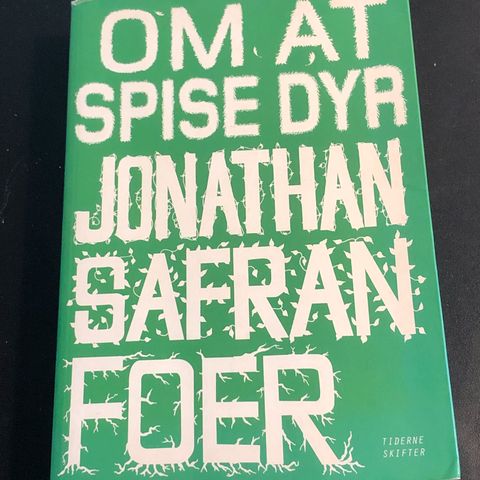 OM AT
SPISE DYR
JONATHAN
SAFRAN
FOER
TIDERNE
SKIFTER